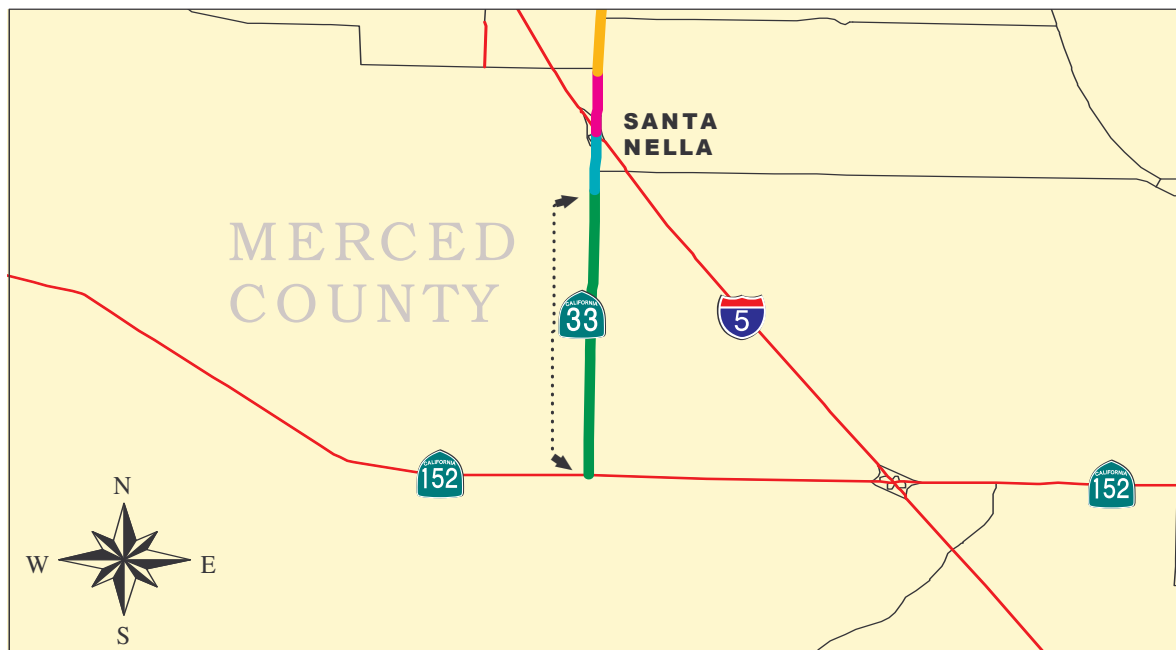 SANTA
NELLA
MERCED
COUNTY
CALIFORNIA
33
5
CALIFORNIA
152
CALIFORNIA
152
N
W
E
S